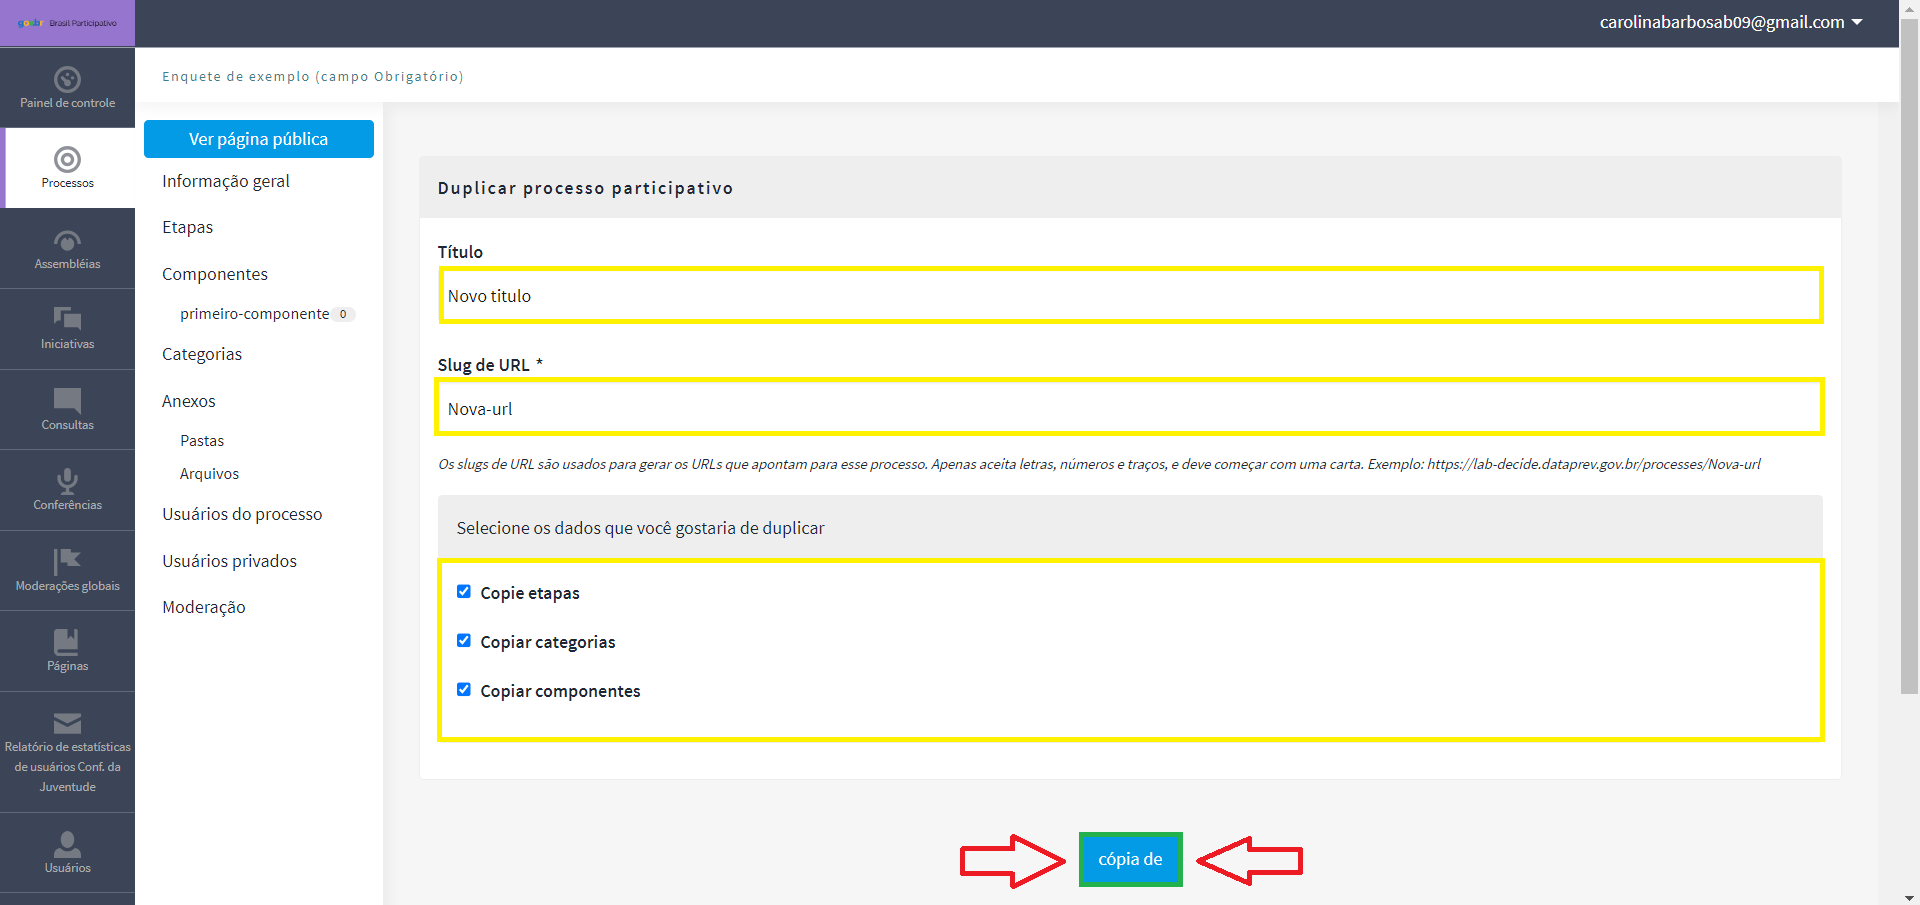 gov.br Brasil Participativo
carolinabarbosab09@gmail.com
Enquete de exemplo (campo Obrigatório)
Painel de controle
Processos
Assembléias
Iniciativas
Consultas
Conferências
Moderações globais
Páginas
Relatório de estatísticas
de usuários Conf. da
Juventude
Usuários
Ver página pública
Informação geral
Etapas
Componentes
primeiro-componente 0
Categorias
Anexos
Pastas
Arquivos
Usuários do processo
Usuários privados
Moderação
Duplicar processo participativo
Título
Novo titulo
Slug de URL *
Nova-url
Os slugs de URL são usados para gerar os URLs que apontam para esse processo. Apenas aceita letras, números e traços, e deve começar com uma carta. Exemplo: https://lab-decide.dataprev.gov.br/processes/Nova-url
Selecione os dados que você gostaria de duplicar
Copie etapas
Copiar categorias
Copiar componentes
cópia de